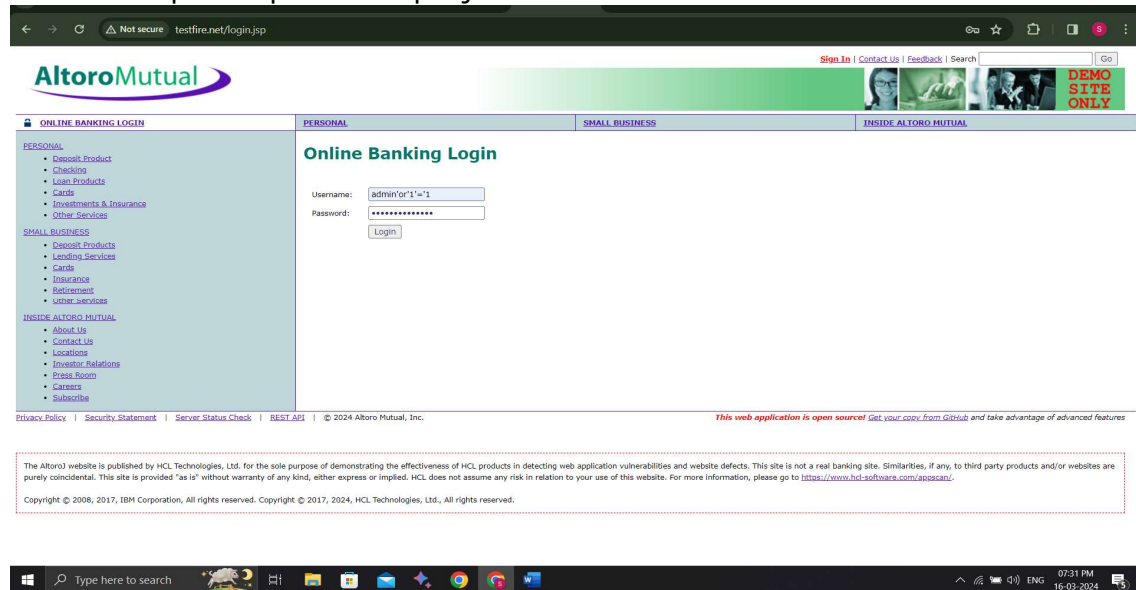 Not secure testfire.net/login.jsp
S
Sign In | Contact Us | Feedback | Search Go
AltoroMutual
DEMO
SITE
ONLY
ONLINE BANKING LOGIN PERSONAL SMALL BUSINESS INSIDE ALTORO MUTUAL
PERSONAL
Deposit Product
Checking
Loan Products
Cards
Investments & Insurance
Other Services
SMALL BUSINESS
Deposit Products
Lending Services
Cards
Insurance
Retirement
Other Services
INSIDE ALTORO MUTUAL
About Us
Contact Us
Locations
Investor Relations
Press Room
Careers
Subscribe
Online Banking Login
Username: admin'or'1'='1
Password: ••••••••••••••
Login
Privacy Policy | Security Statement | Server Status Check | REST API | © 2024 Altoro Mutual, Inc. This web application is open source! Get your copy from GitHub and take advantage of advanced features
The AltoroJ website is published by HCL Technologies, Ltd. for the sole purpose of demonstrating the effectiveness of HCL products in detecting web application vulnerabilities and website defects. This site is not a real banking site. Similarities, if any, to third party products and/or websites are
purely coincidental. This site is provided "as is" without warranty of any kind, either express or implied. HCL does not assume any risk in relation to your use of this website. For more information, please go to https://www.hcl-software.com/appscan/.
Copyright © 2008, 2017, IBM Corporation, All rights reserved. Copyright © 2017, 2024, HCL Technologies, Ltd., All rights reserved.
Type here to search
ENG
07:31 PM
16-03-2024
5